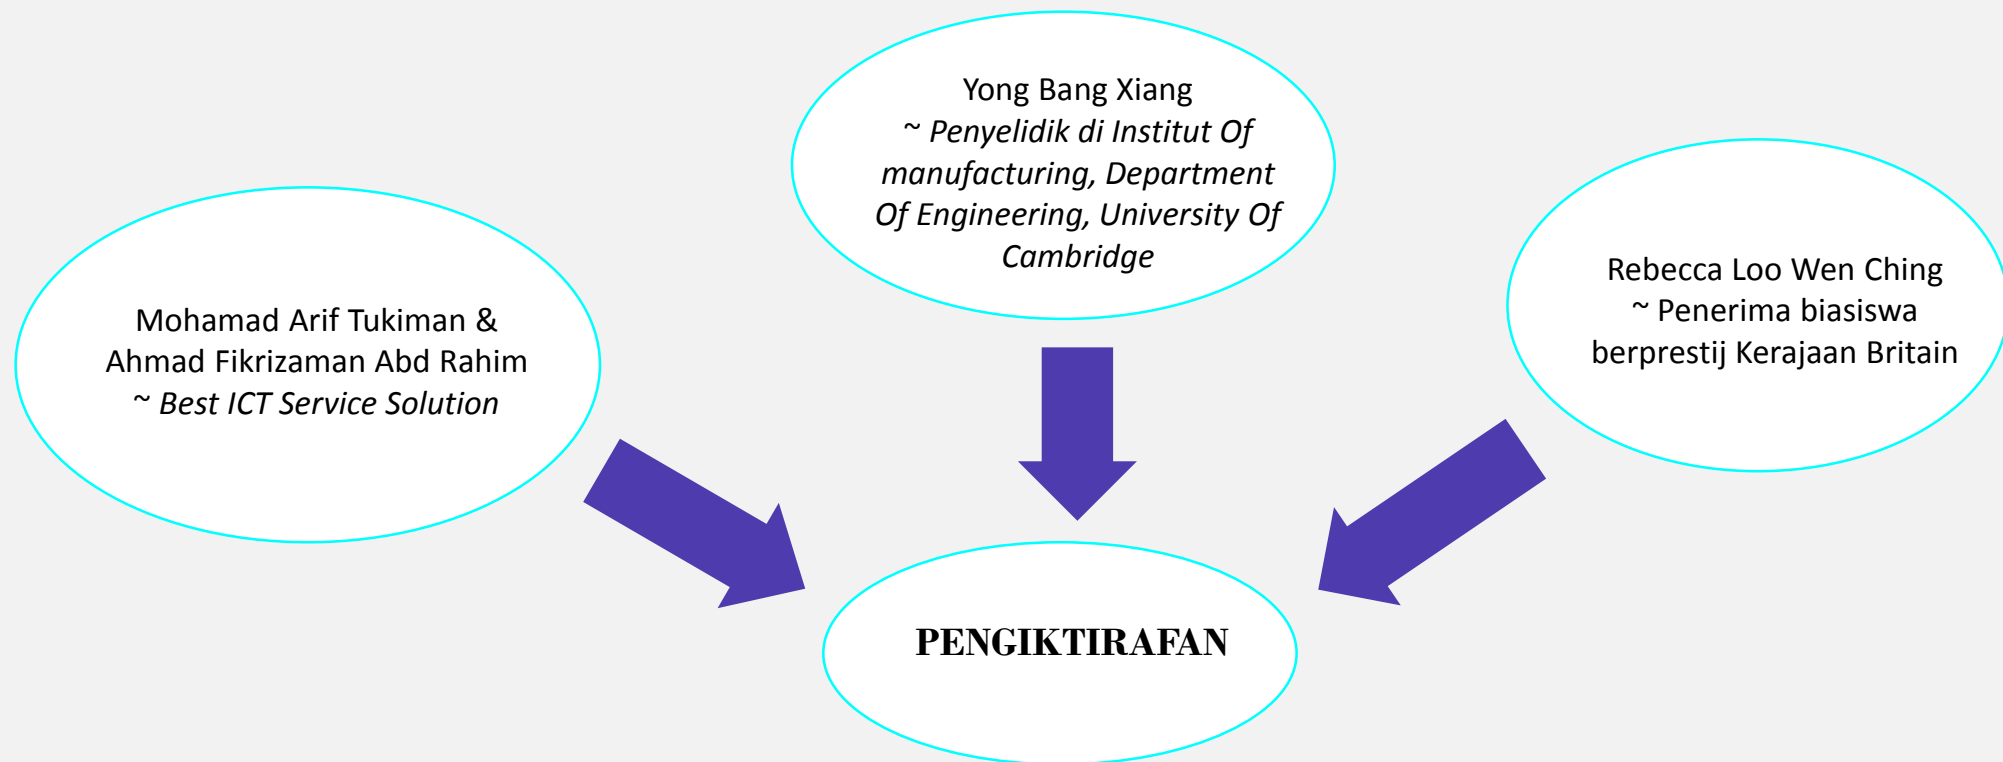 Yong Bang Xiang
~ Penyelidik di Institut Of
manufacturing, Department
Of Engineering, University Of
Cambridge
Mohamad Arif Tukiman &
Ahmad Fikrizaman Abd Rahim
~ Best ICT Service Solution
Rebecca Loo Wen Ching
~ Penerima biasiswa
berprestij Kerajaan Britain
PENGIKTIRAFAN